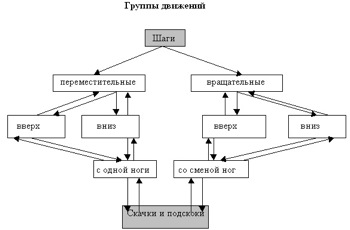 Группы движений
Шаги
переместительные
вращательные
вверх
вниз
вверх
вниз
с одной ноги
со сменой ног
Скачки и подскоки